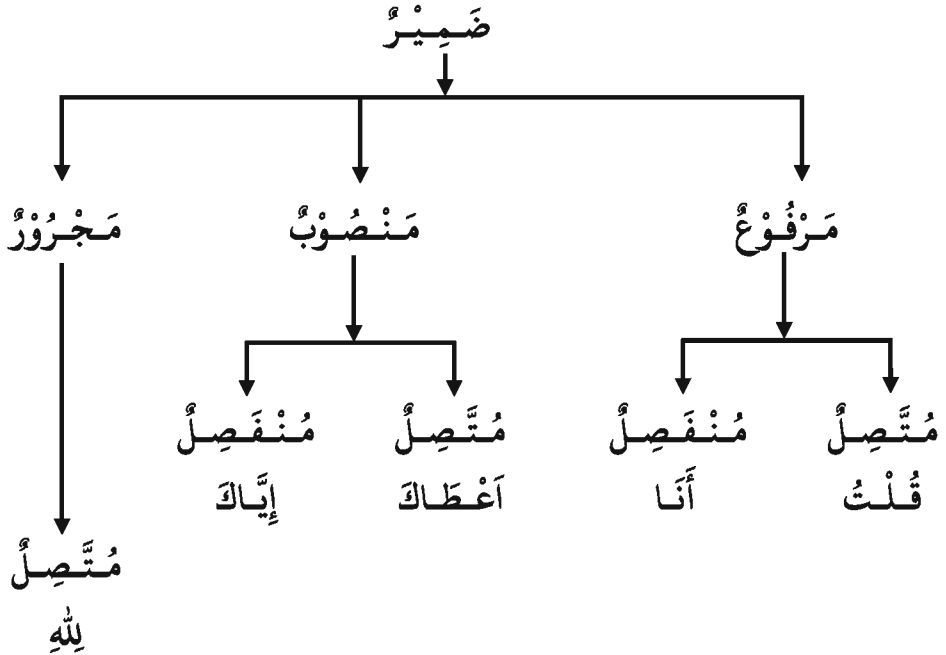 ضَمِيْرٌ
مَرْفُوْعٌ
مَنْصُوْبٌ
مَجْرُوْرٌ
مُتَّصِلٌ
قُلْتُ
مُنْفَصِلٌ
أَنَا
مُتَّصِلٌ
اَعْطَاكَ
مُنْفَصِلٌ
إِيَّاكَ
مُتَّصِلٌ
لِلّٰهِ